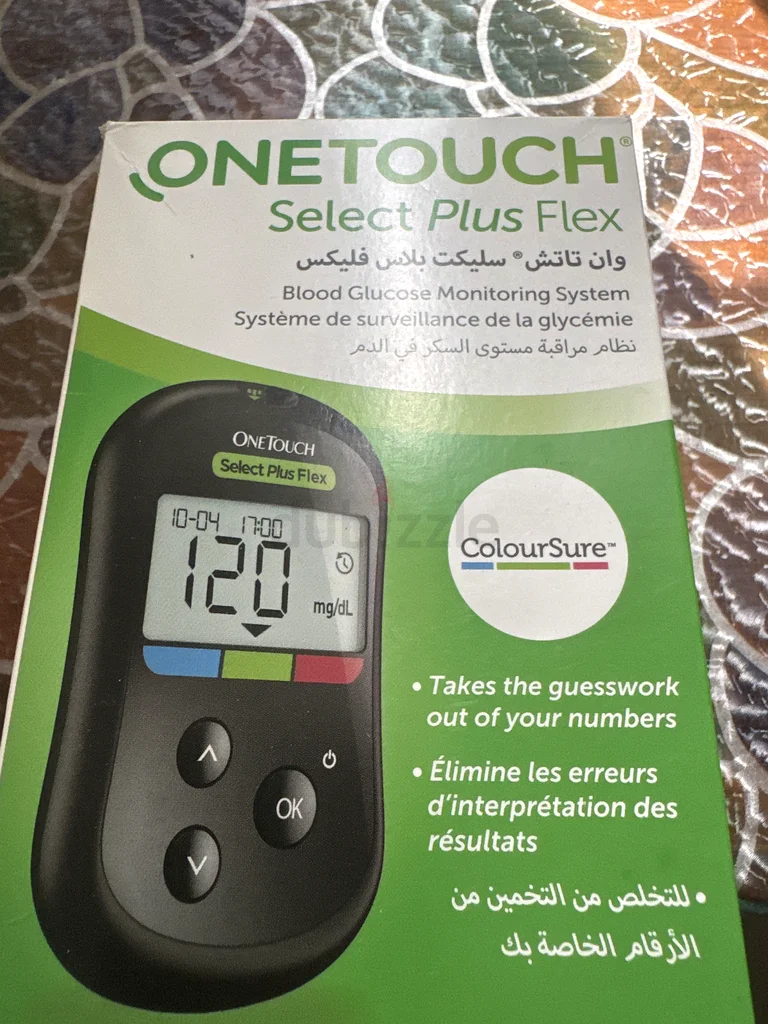 ONETOUCH®
Select Plus Flex
وان تاتش® سليكت بلاس فليكس
Blood Glucose Monitoring System
Système de surveillance de la glycémie
نظام مراقبة مستوى السكر في الدم
ONETOUCH
Select Plus Flex
10-04 17:00
120
mg/dL
OK
dubizzle
ColourSure™
• Takes the guesswork
out of your numbers
• Élimine les erreurs
d'interprétation des
résultats
• للتخلص من التخمين من
الأرقام الخاصة بك